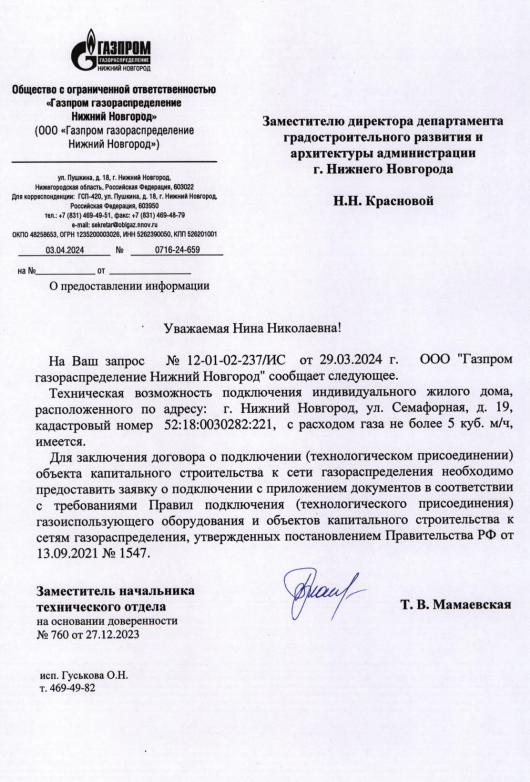 ГАЗПРОМ
ГАЗОРАСПРЕДЕЛЕНИЕ
НИЖНИЙ НОВГОРОД
Общество с ограниченной ответственностью
«Газпром газораспределение
Нижний Новгород»
(ООО «Газпром газораспределение
Нижний Новгород»)
ул. Пушкина, д. 18, г. Нижний Новгород,
Нижегородская область, Российская Федерация, 603022
Для корреспонденции: ГСП-420, ул. Пушкина, д. 18, г. Нижний Новгород,
Российская Федерация, 603950
тел.: +7 (831) 469-49-51, факс: +7 (831) 469-48-79
e-mail: sekretar@oblgaz.nnov.ru
ОКПО 48258653, ОГРН 1235200003026, ИНН 5262390050, КПП 526201001
03.04.2024 № 0716-24-659
на № от
О предоставлении информации
Заместителю директора департамента
градостроительного развития и
архитектуры администрации
г. Нижнего Новгорода
Н.Н. Красновой
Уважаемая Нина Николаевна!
На Ваш запрос № 12-01-02-237/ИС от 29.03.2024 г. ООО "Газпром
газораспределение Нижний Новгород" сообщает следующее.
Техническая возможность подключения индивидуального жилого дома,
расположенного по адресу: г. Нижний Новгород, ул. Семафорная, д. 19,
кадастровый номер 52:18:0030282:221, с расходом газа не более 5 куб. м/ч,
имеется.
Для заключения договора о подключении (технологическом присоединении)
объекта капитального строительства к сети газораспределения необходимо
предоставить заявку о подключении с приложением документов в соответствии
с требованиями Правил подключения (технологического присоединения)
газоиспользующего оборудования и объектов капитального строительства к
сетям газораспределения, утвержденных постановлением Правительства РФ от
13.09.2021 № 1547.
Заместитель начальника
технического отдела
на основании доверенности
№ 760 от 27.12.2023
Т. В. Мамаевская
исп. Гуськова О.Н.
т. 469-49-82